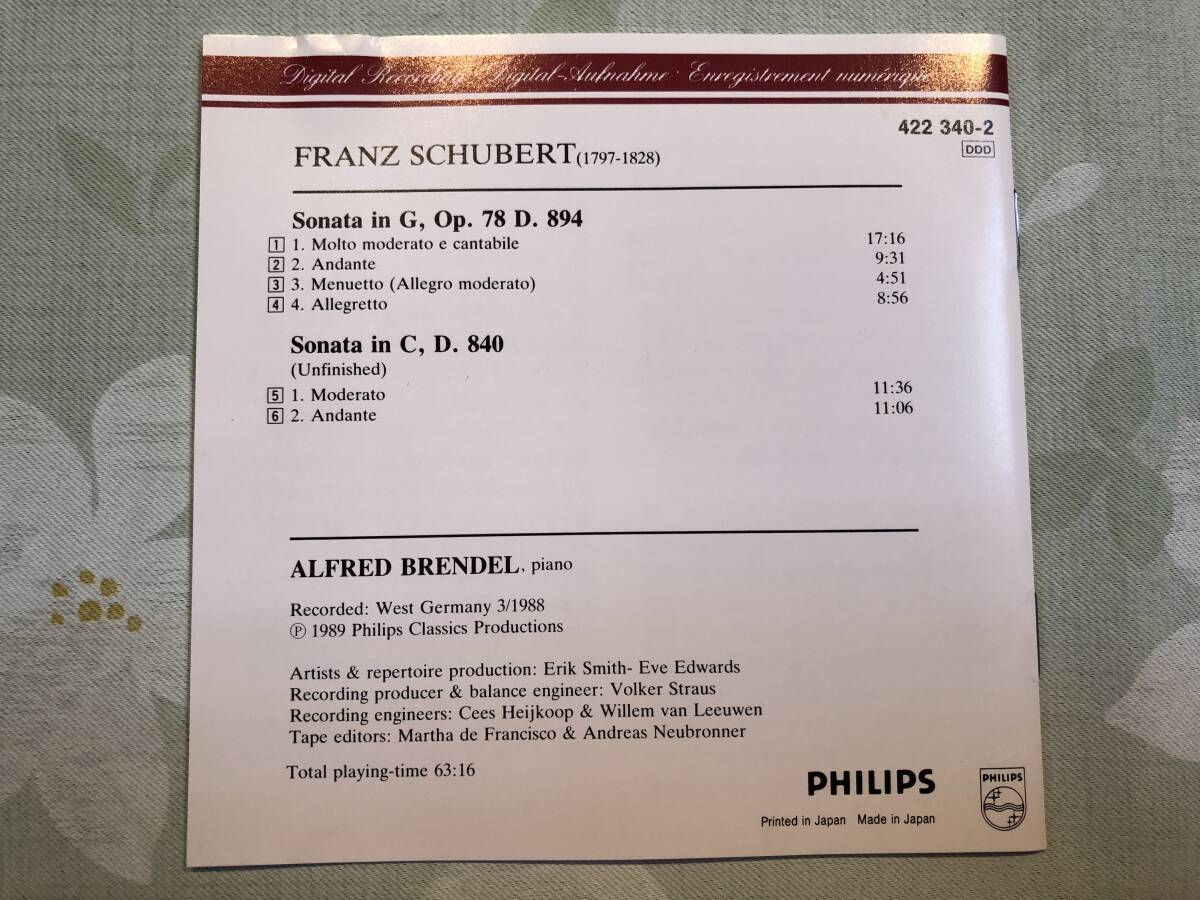 Digital Recording · Digital-Aufnahme · Enregistrement numérique
422 340-2
DDD
FRANZ SCHUBERT (1797-1828)
Sonata in G, Op. 78 D. 894
1 1. Molto moderato e cantabile 17:16
2 2. Andante 9:31
3 3. Menuetto (Allegro moderato) 4:51
4 4. Allegretto 8:56
Sonata in C, D. 840
(Unfinished)
5 1. Moderato 11:36
6 2. Andante 11:06
ALFRED BRENDEL, piano
Recorded: West Germany 3/1988
Ⓟ 1989 Philips Classics Productions
Artists & repertoire production: Erik Smith- Eve Edwards
Recording producer & balance engineer: Volker Straus
Recording engineers: Cees Heijkoop & Willem van Leeuwen
Tape editors: Martha de Francisco & Andreas Neubronner
Total playing-time 63:16
PHILIPS
PHILIPS
Printed in Japan Made in Japan